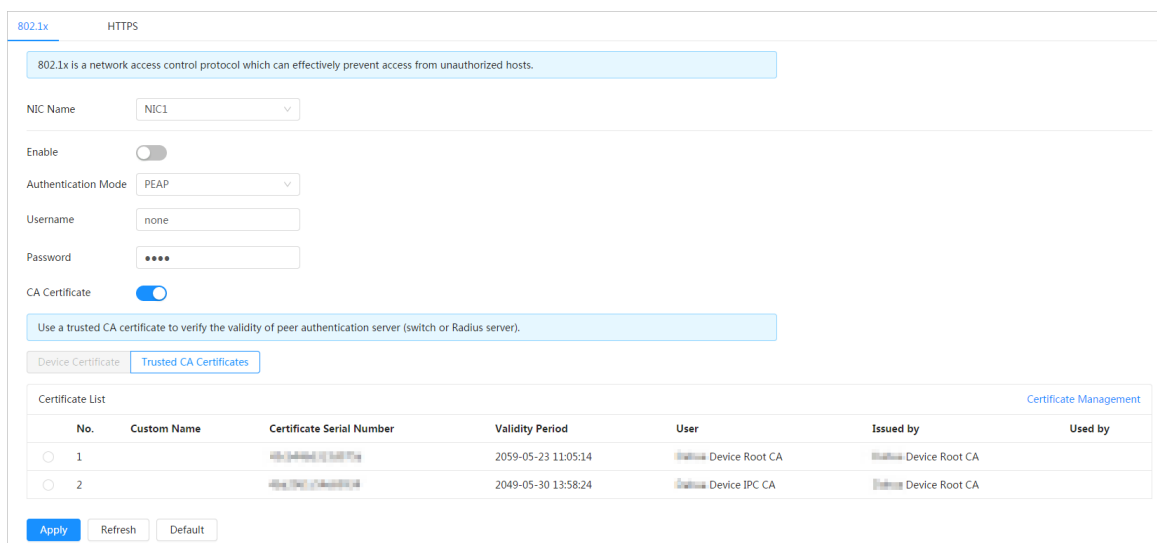 802.1x HTTPS
802.1x is a network access control protocol which can effectively prevent access from unauthorized hosts.
NIC Name NIC1
Enable
Authentication Mode PEAP
Username none
Password ••••
CA Certificate
Use a trusted CA certificate to verify the validity of peer authentication server (switch or Radius server).
Device Certificate Trusted CA Certificates
Certificate List Certificate Management
No. Custom Name Certificate Serial Number Validity Period User Issued by Used by
1 2059-05-23 11:05:14 Device Root CA Device Root CA
2 2049-05-30 13:58:24 Device IPC CA Device Root CA
Apply Refresh Default